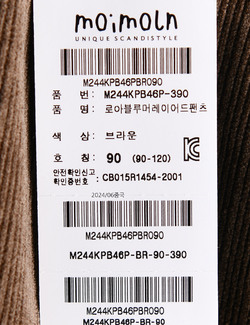 moimoln
UNIQUE SCANDISTYLE
M244KPB46PBR090
품 번: M244KPB46P-390
품 명: 로아블루머레이어드팬츠
색 상: 브라운
호 칭: 90 (90-120)
안전확인신고
확인증번호 : CB015R1454-2001
2024/06중국
M244KPB46PBR090
M244KPB46P-BR-90-390
M244KPB46PBR090
M244KPB46P-BR-90